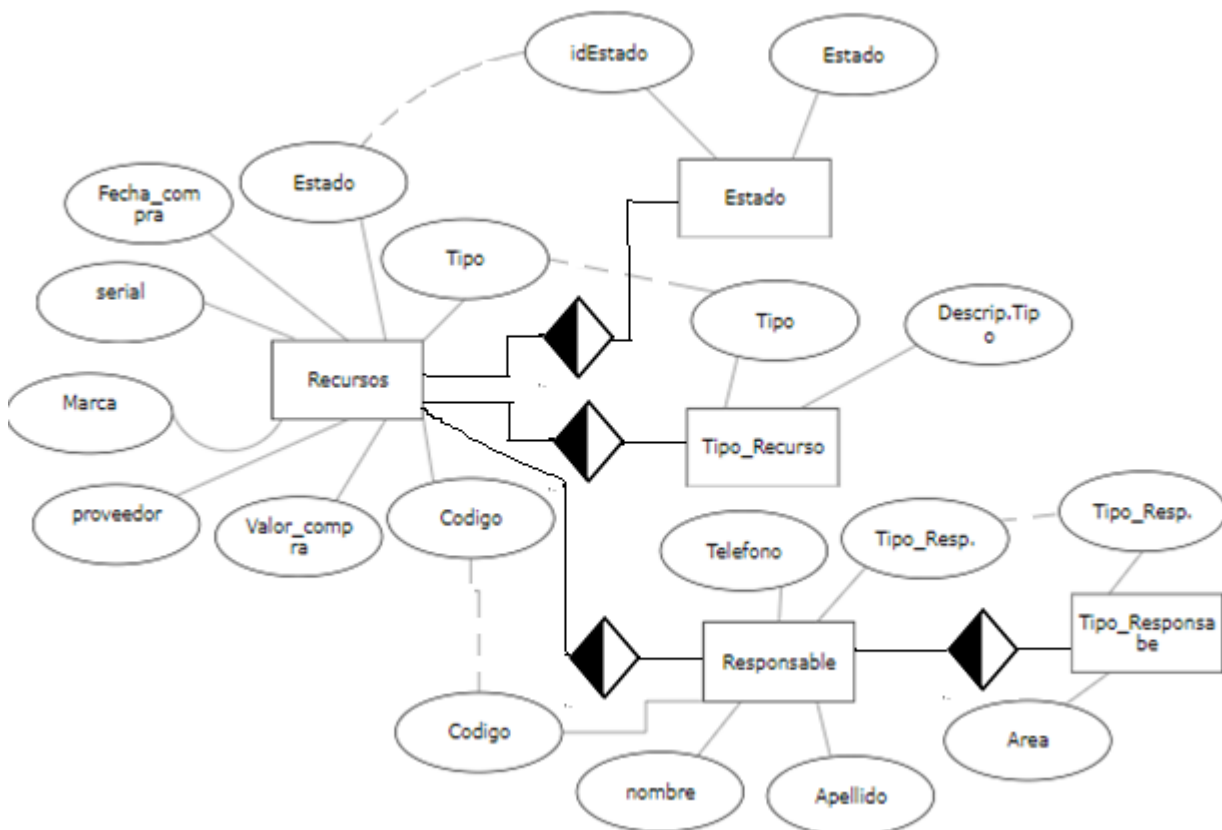 idEstado
Estado
Estado
Fecha_com
pra
Estado
Tipo
serial
Tipo
Descrip.Tip
o
Recursos
Marca
Tipo_Recurso
proveedor
Valor_comp
ra
Codigo
Telefono
Tipo_Resp.
Tipo_Resp.
Responsable
Tipo_Responsa
be
Codigo
Area
nombre
Apellido